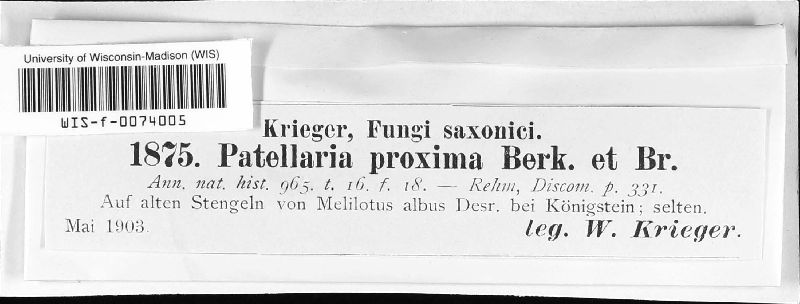 University of Wisconsin-Madison (WIS)
WIS-f-0074005
Krieger, Fungi saxonici.
1875. Patellaria proxima Berk. et Br.
Ann. nat. hist. 965. t. 16. f. 18. — Rehm, Discom. p. 331.
Auf alten Stengeln von Melilotus albus Desr. bei Königstein; selten.
Mai 1903.
leg. W. Krieger.